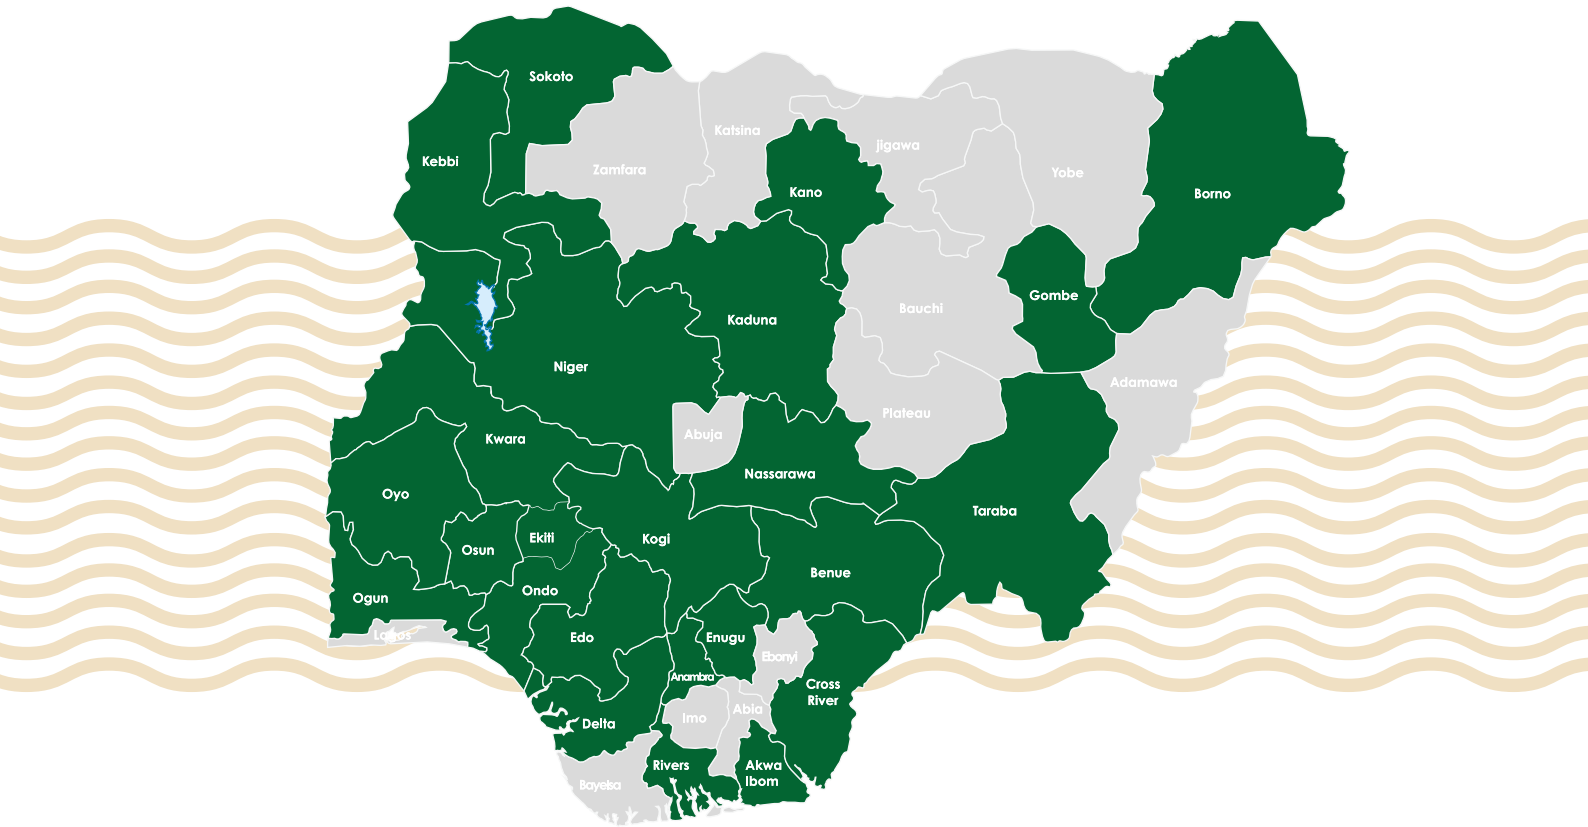 Sokoto
Katsina
jigawa
Kebbi
Zamfara
Yobe
Kano
Borno
Gombe
Bauchi
Kaduna
Niger
Adamawa
Plateau
Abuja
Kwara
Nassarawa
Oyo
Taraba
Ekiti
Kogi
Osun
Benue
Ondo
Ogun
Lagos
Edo
Enugu
Ebonyi
Anambra
Cross
River
Abia
Imo
Delta
Rivers
Akwa
Ibom
Bayelsa